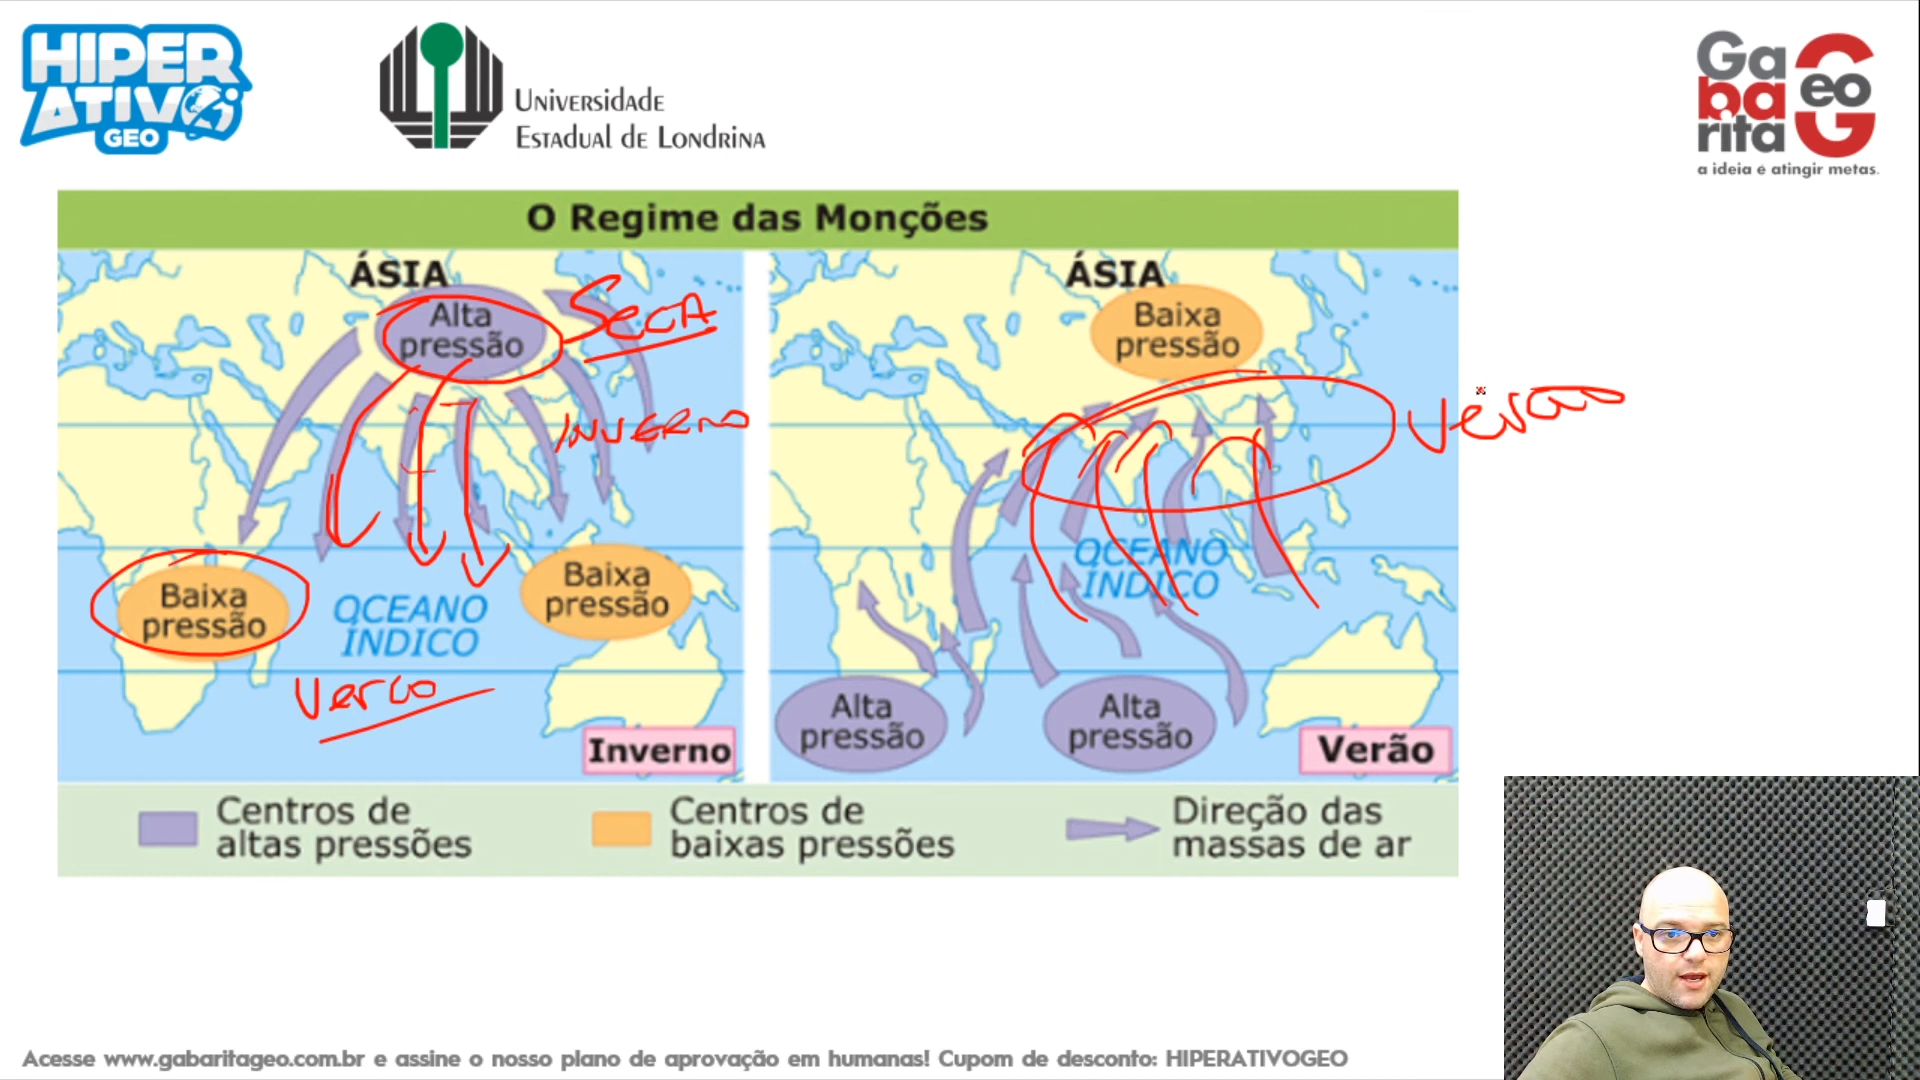 HIPER
ATIVO
GEO
Universidade
Estadual de Londrina
Ga
ba
rita
Geo
a ideia é atingir metas.
O Regime das Monções
ÁSIA
Alta
pressão
SECA
INVERNO
Baixa
pressão
OCEANO
ÍNDICO
Baixa
pressão
Verão
Inverno
ÁSIA
Baixa
pressão
Verão
OCEANO
ÍNDICO
Alta
pressão
Alta
pressão
Verão
Centros de
altas pressões
Centros de
baixas pressões
Direção das
massas de ar
Acesse www.gabaritageo.com.br e assine o nosso plano de aprovação em humanas! Cupom de desconto: HIPERATIVOGEO